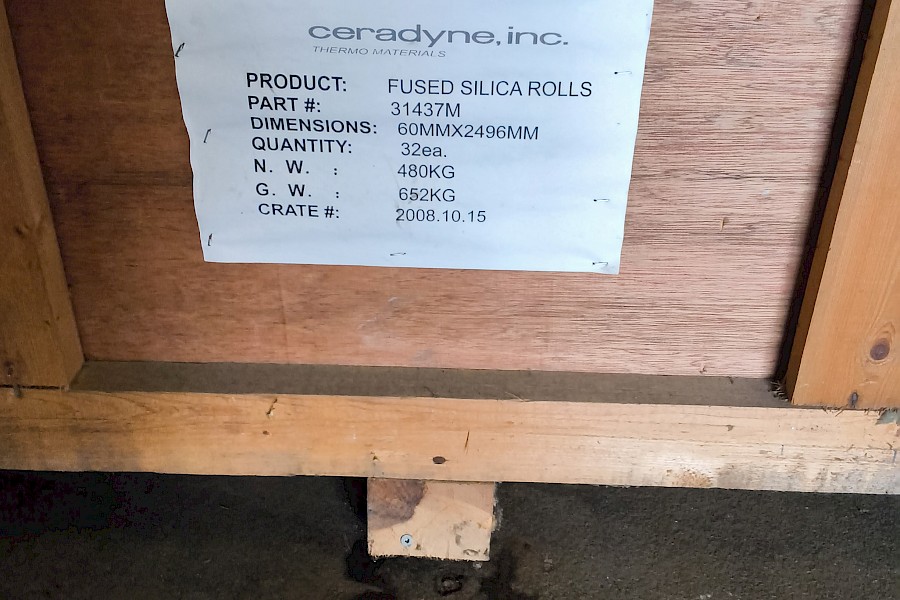 ceradyne, inc.
THERMO MATERIALS
PRODUCT: FUSED SILICA ROLLS
PART #: 31437M
DIMENSIONS: 60MMX2496MM
QUANTITY: 32ea.
N. W. : 480KG
G. W. : 652KG
CRATE #: 2008.10.15